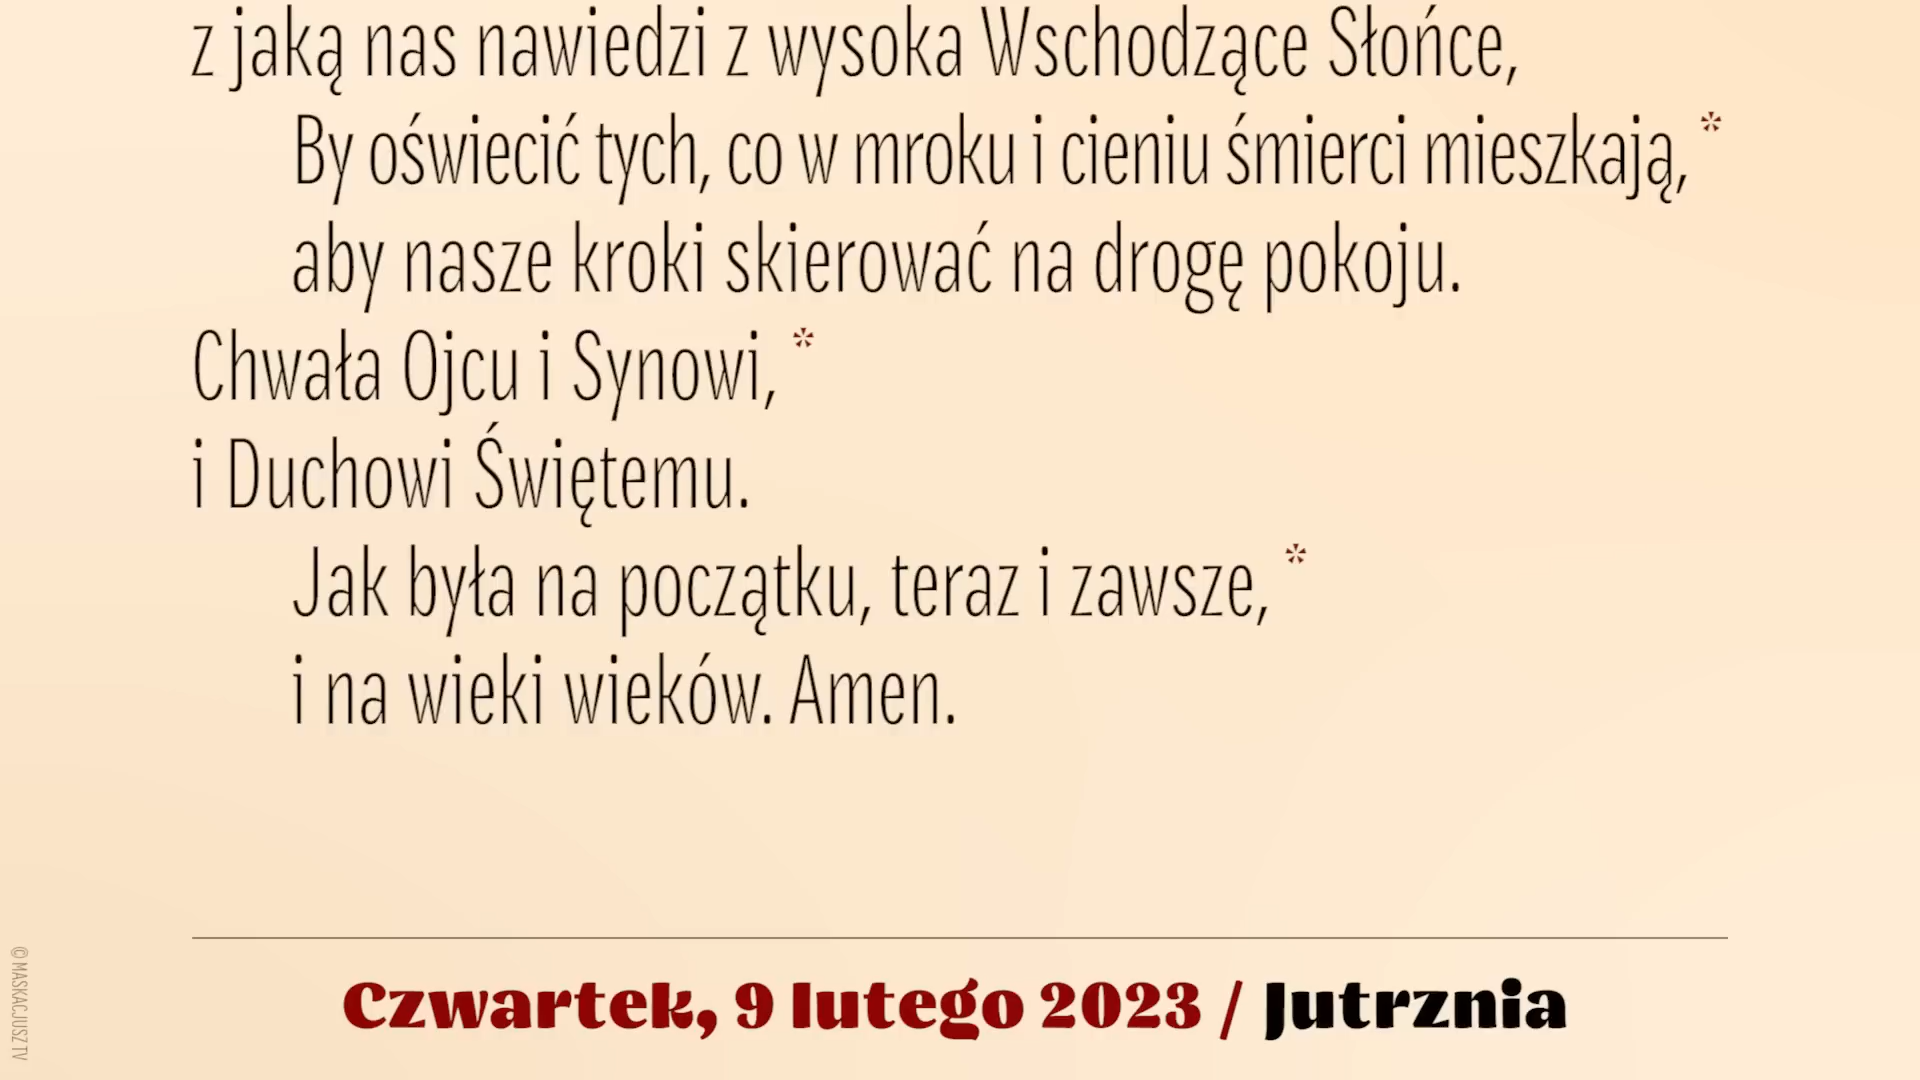 z jaką nas nawiedzi z wysoka Wschodzące Słońce,
By oświecić tych, co w mroku i cieniu śmierci mieszkają, *
aby nasze kroki skierować na drogę pokoju.
Chwała Ojcu i Synowi, *
i Duchowi Świętemu.
Jak była na początku, teraz i zawsze, *
i na wieki wieków. Amen.
Czwartek, 9 lutego 2023 / Jutrznia
© MASKACJUSZ TV